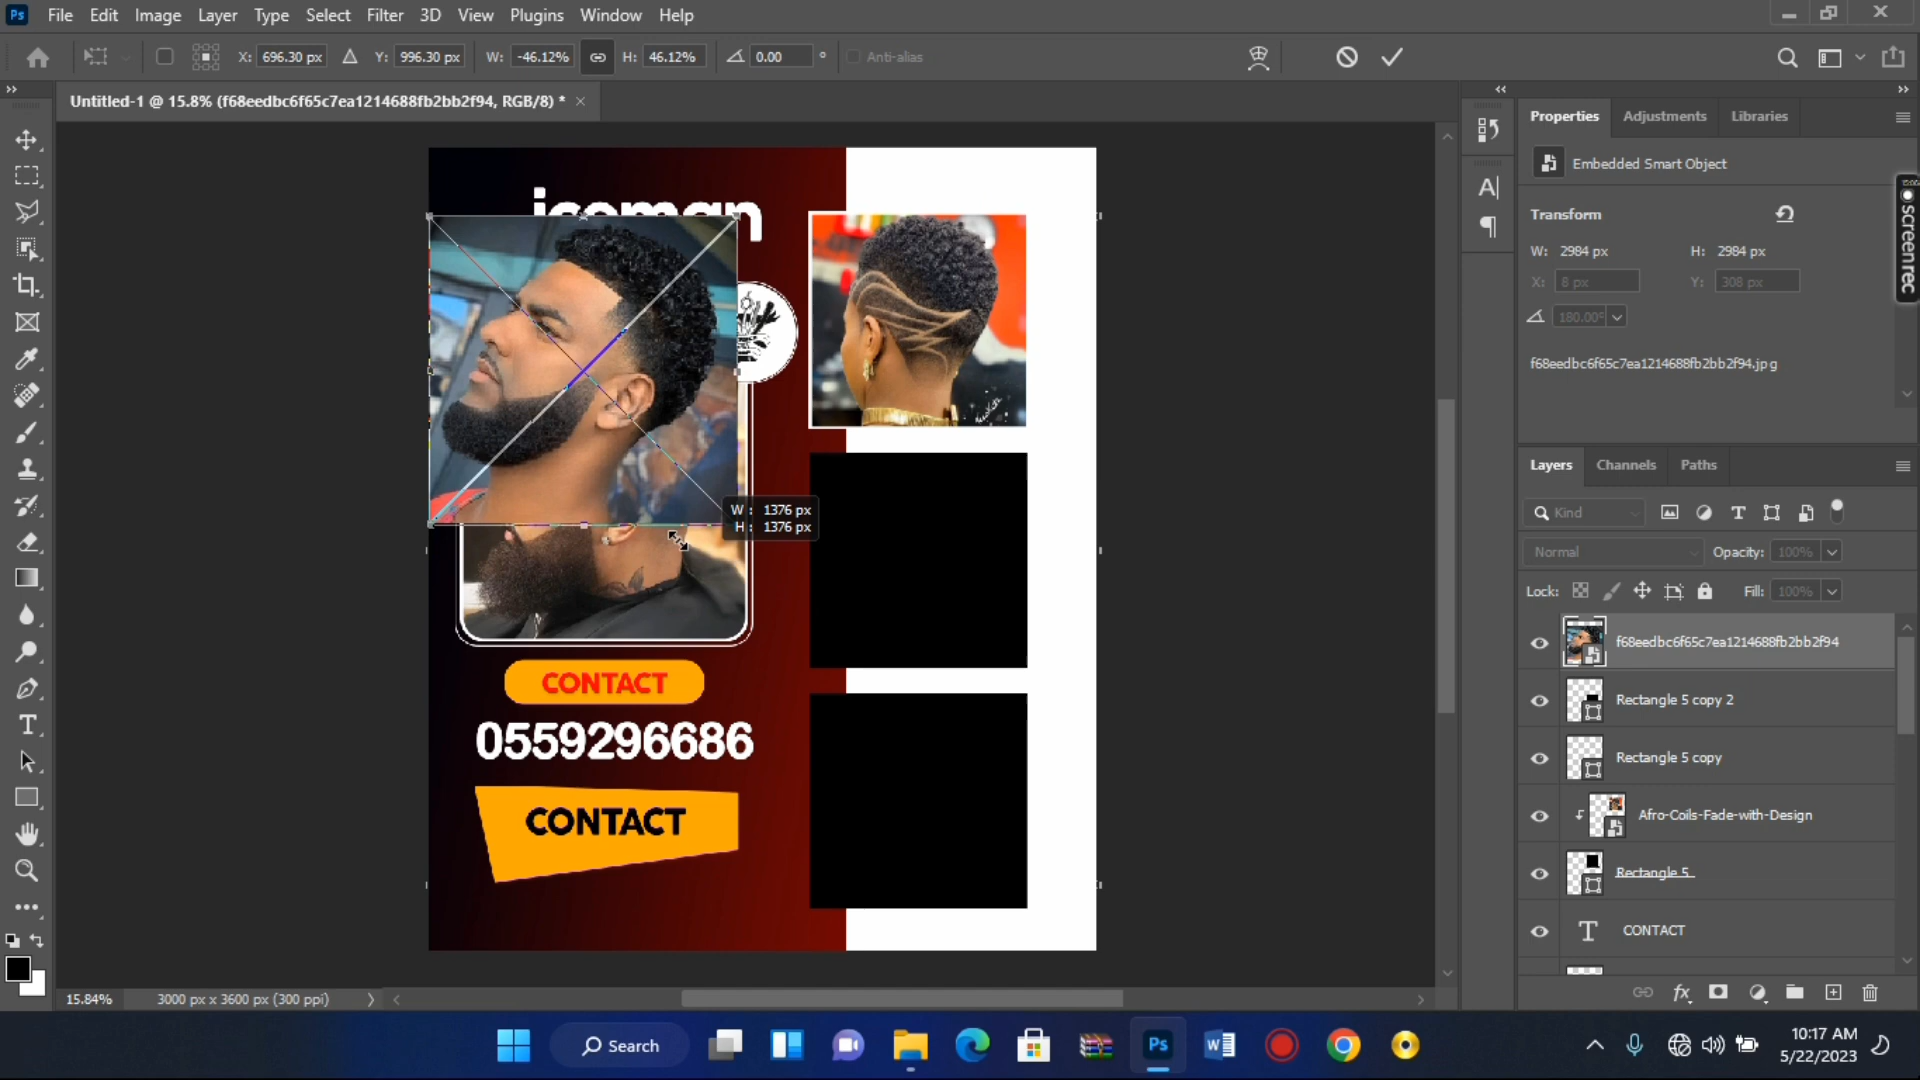 Ps File Edit Image Layer Type Select Filter 3D View Plugins Window Help
X: 696.30 px Y: 996.30 px W: -46.12% H: 46.12% 0.00 ° Anti-alias
Untitled-1 @ 15.8% (f68eedbc6f65c7ea1214688fb2bb2f94, RGB/8) * ×
iceman
W : 1376 px
H : 1376 px
CONTACT
0559296686
CONTACT
Properties Adjustments Libraries
Embedded Smart Object
Transform
W: 2984 px H: 2984 px
X: 8 px Y: 308 px
180.00°
f68eedbc6f65c7ea1214688fb2bb2f94.jpg
screenrec
Layers Channels Paths
Kind
Normal Opacity: 100%
Lock: Fill: 100%
f68eedbc6f65c7ea1214688fb2bb2f94
Rectangle 5 copy 2
Rectangle 5 copy
Afro-Coils-Fade-with-Design
Rectangle 5
T CONTACT
15.84% 3000 px x 3600 px (300 ppi)
Search
Ps
10:17 AM
5/22/2023